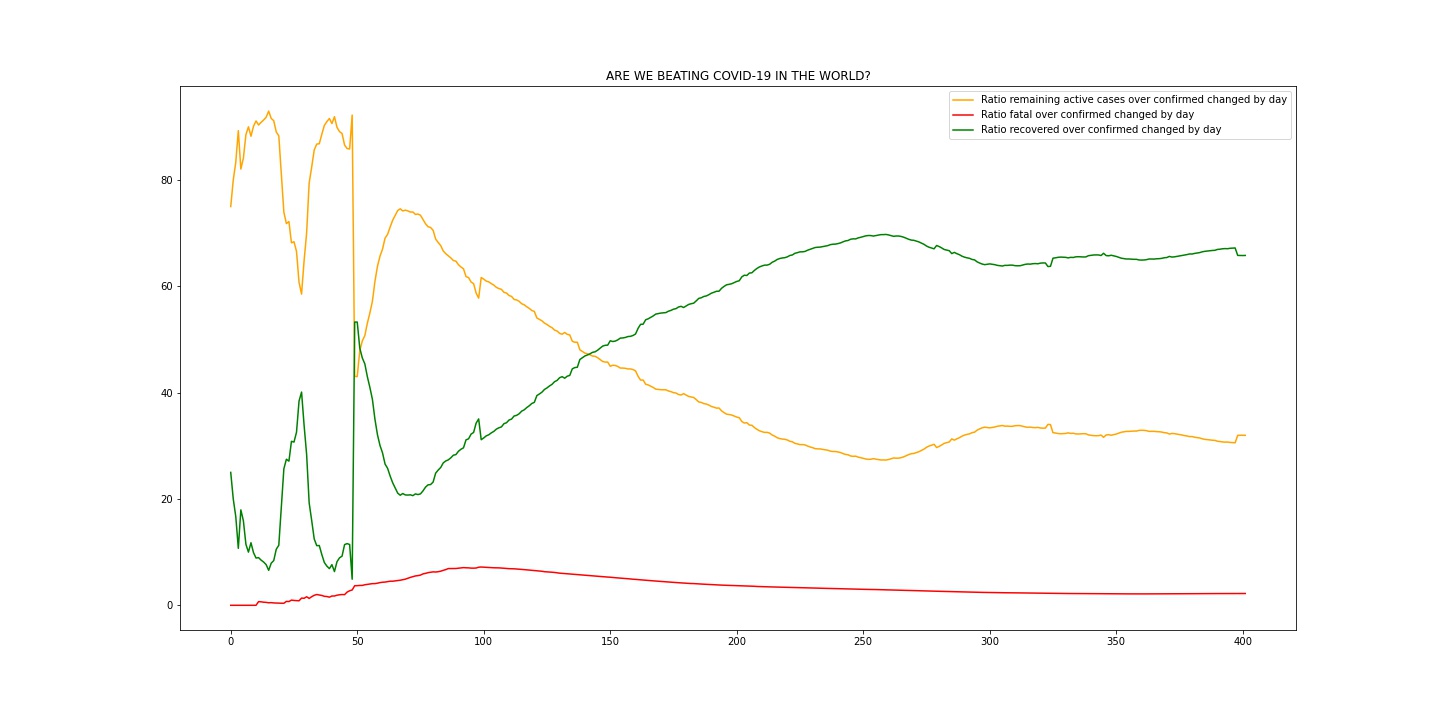 ARE WE BEATING COVID-19 IN THE WORLD?
Ratio remaining active cases over confirmed changed by day
Ratio fatal over confirmed changed by day
Ratio recovered over confirmed changed by day
80
60
40
20
0
0 50 100 150 200 250 300 350 400